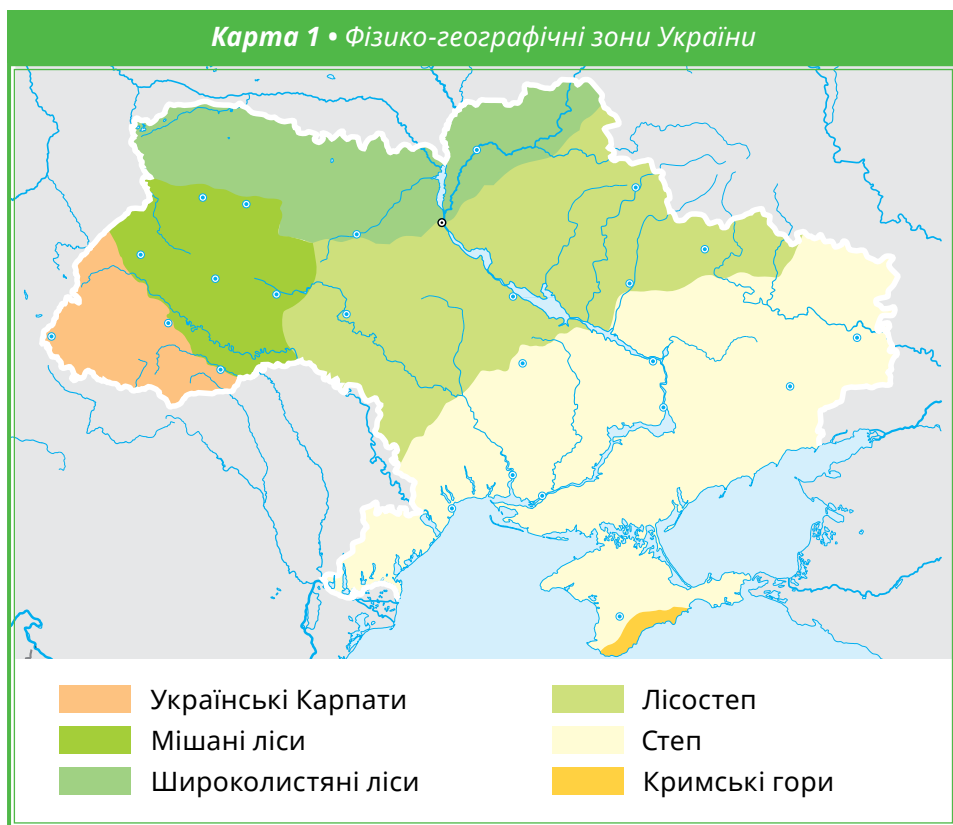 Карта 1 • Фізико-географічні зони України
Українські Карпати
Мішані ліси
Широколистяні ліси
Лісостеп
Степ
Кримські гори